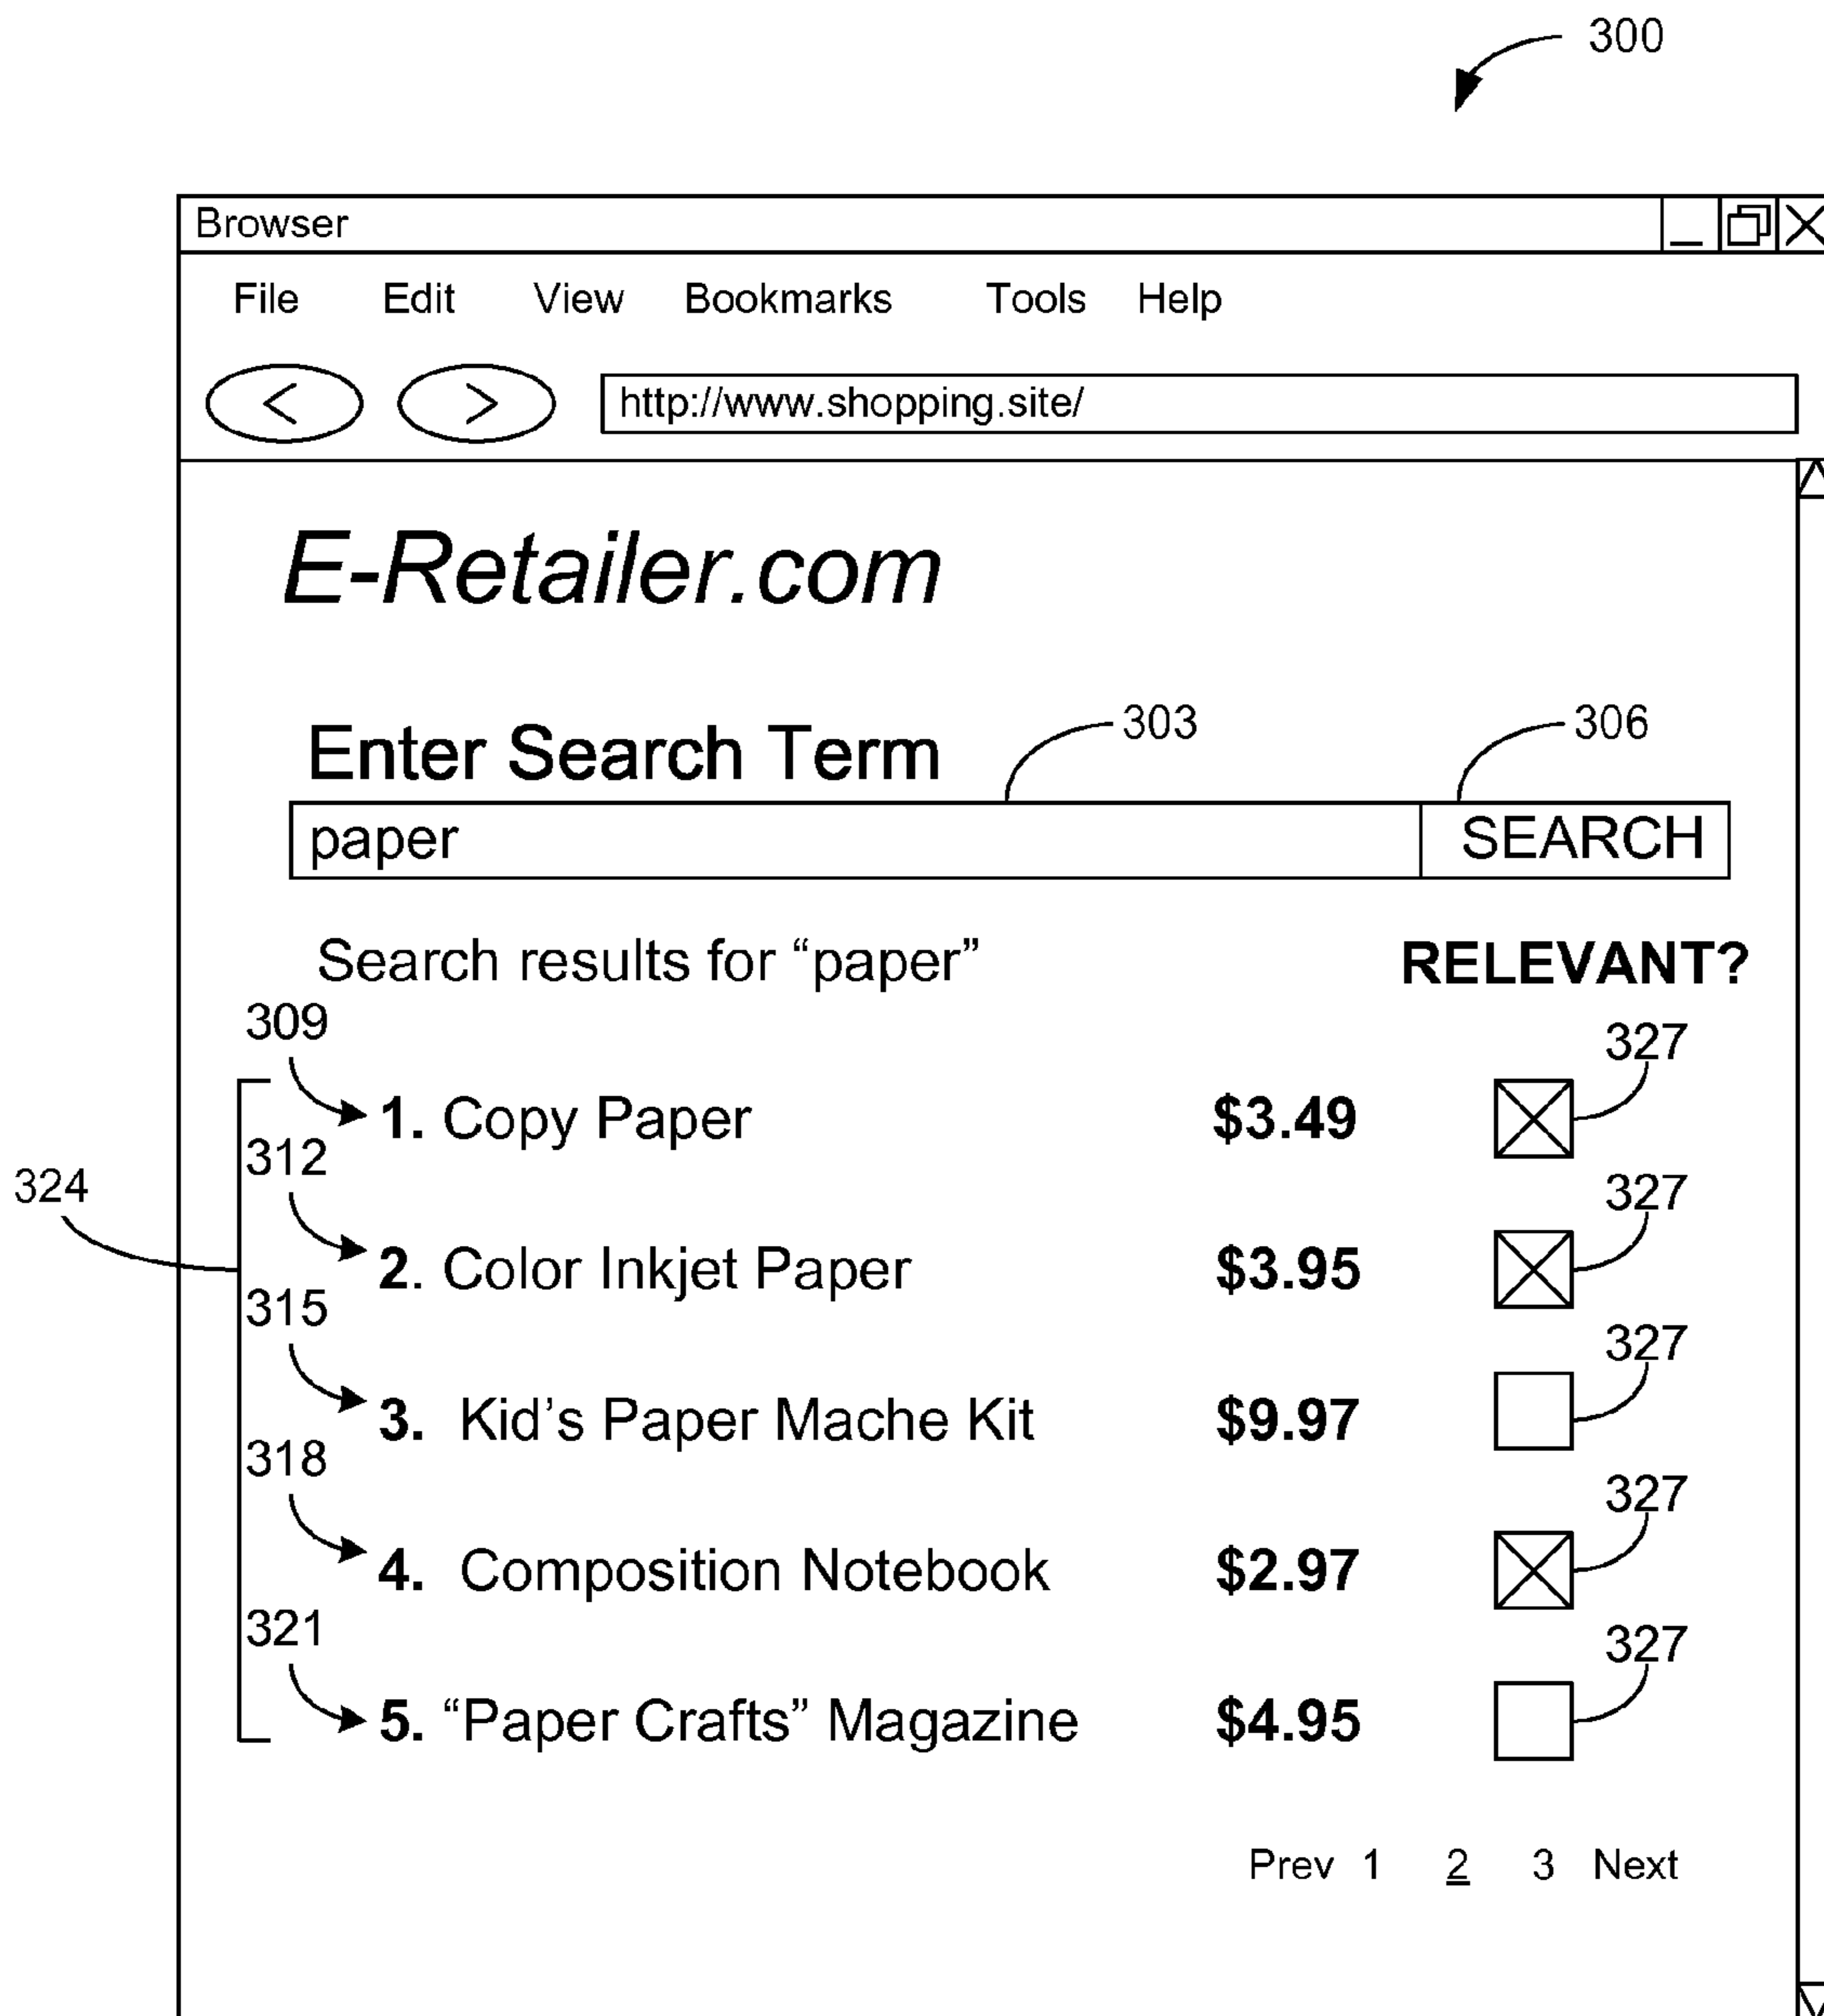 300
Browser
File Edit View Bookmarks Tools Help
< > http://www.shopping.site/
E-Retailer.com
303 306
Enter Search Term
paper SEARCH
Search results for “paper” RELEVANT?
309 327
1. Copy Paper $3.49
312 327
324
2. Color Inkjet Paper $3.95
315 327
3. Kid’s Paper Mache Kit $9.97
318 327
4. Composition Notebook $2.97
321 327
5. “Paper Crafts” Magazine $4.95
Prev 1 2 3 Next